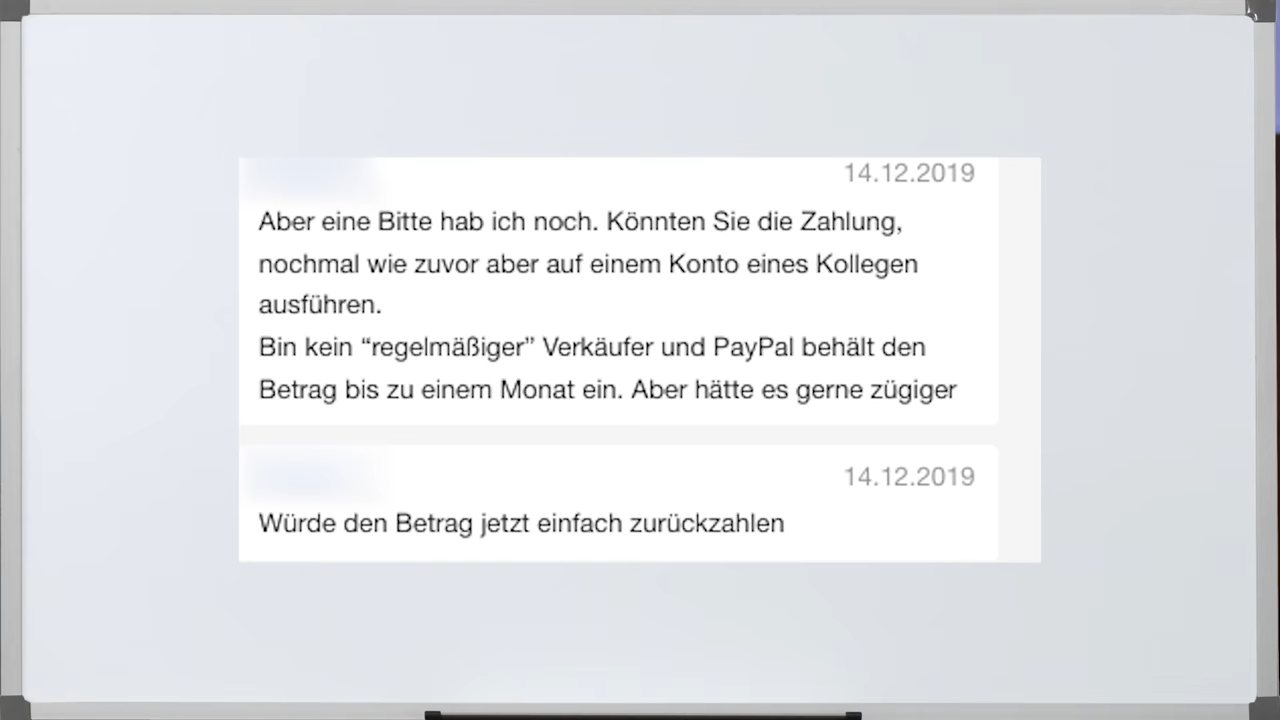 14.12.2019
Aber eine Bitte hab ich noch. Könnten Sie die Zahlung,
nochmal wie zuvor aber auf einem Konto eines Kollegen
ausführen.
Bin kein “regelmäßiger” Verkäufer und PayPal behält den
Betrag bis zu einem Monat ein. Aber hätte es gerne zügiger
14.12.2019
Würde den Betrag jetzt einfach zurückzahlen